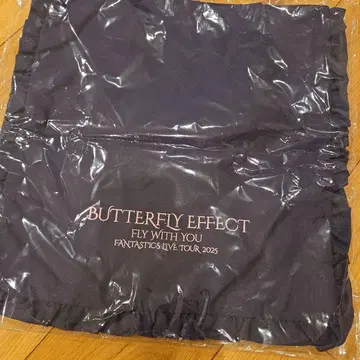 BUTTERFLY EFFECT
FLY WITH YOU
FANTASTICS LIVE TOUR 2025